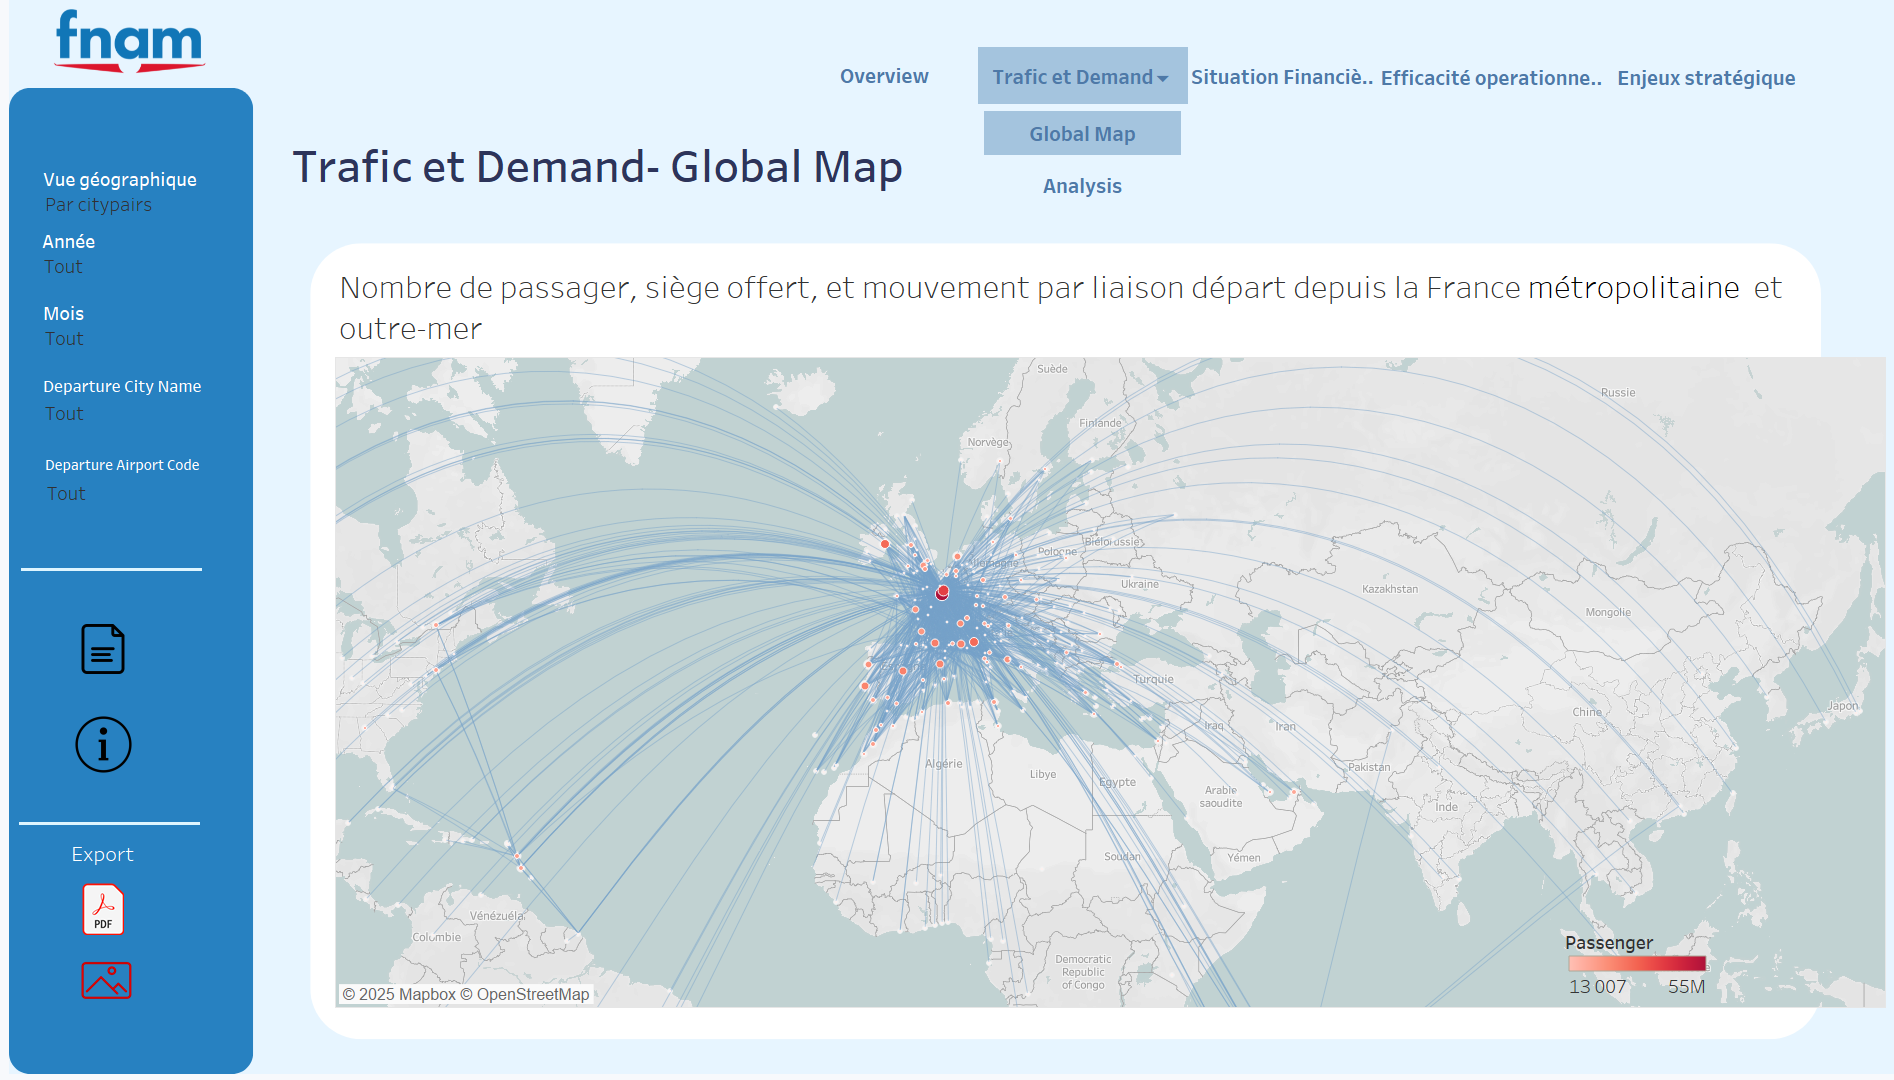 fnam
Overview
Trafic et Demand
Situation Financiè..
Efficacité operationne..
Enjeux stratégique
Global Map
Analysis
Trafic et Demand- Global Map
Vue géographique
Par citypairs
Année
Tout
Mois
Tout
Departure City Name
Tout
Departure Airport Code
Tout
Export
PDF
Nombre de passager, siège offert, et mouvement par liaison départ depuis la France métropolitaine et
outre-mer
Suède
Russie
Finlande
Norvège
Biélorussie
Pologne
Allemagne
Ukraine
Kazakhstan
Mongolie
Turquie
Japon
Chine
Iraq
Iran
Algérie
Libye
Égypte
Pakistan
Arabie
saoudite
Inde
Soudan
Yémen
Vénézuéla
Colombie
Democratic
Republic
of Congo
Passenger
13 007
55M
© 2025 Mapbox © OpenStreetMap